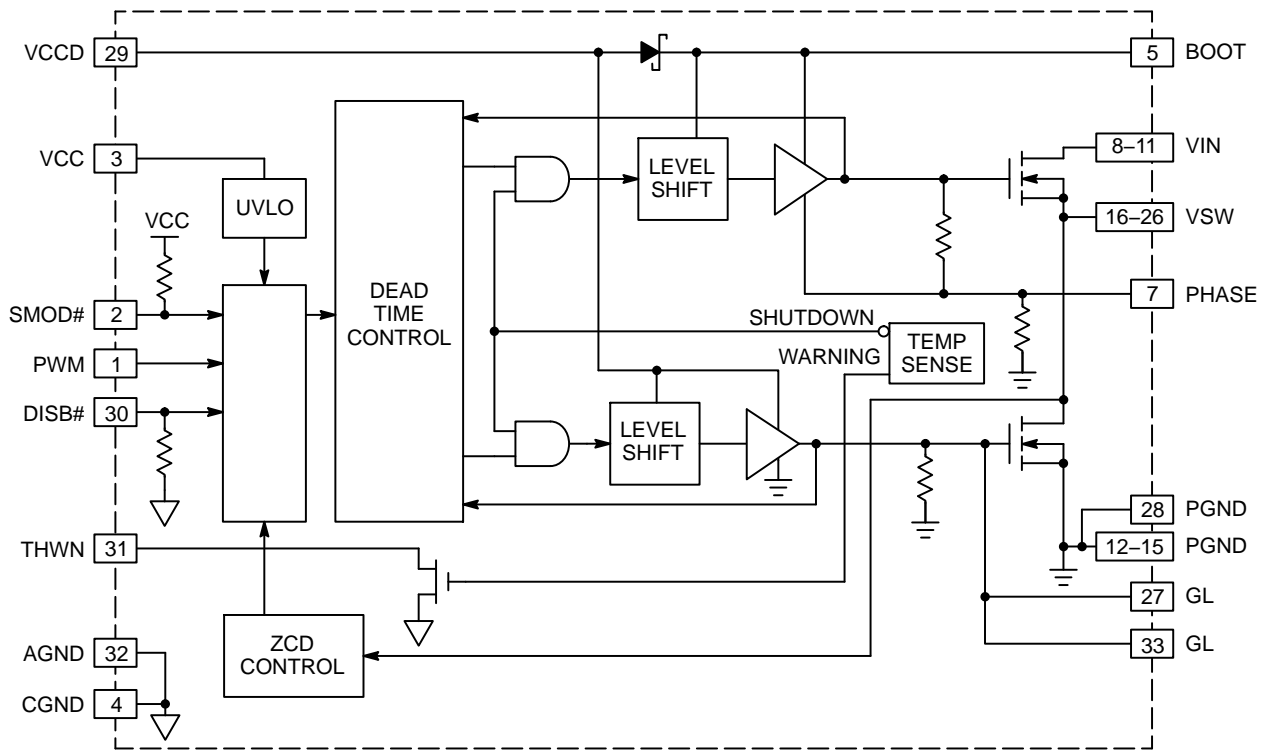 VCCD 29
5 BOOT
VCC 3
8–11 VIN
LEVEL
SHIFT
UVLO
VCC
16–26 VSW
DEAD
TIME
CONTROL
7 PHASE
SMOD# 2
SHUTDOWN
TEMP
SENSE
WARNING
PWM 1
DISB# 30
LEVEL
SHIFT
28 PGND
THWN 31
12–15 PGND
27 GL
ZCD
CONTROL
33 GL
AGND 32
CGND 4